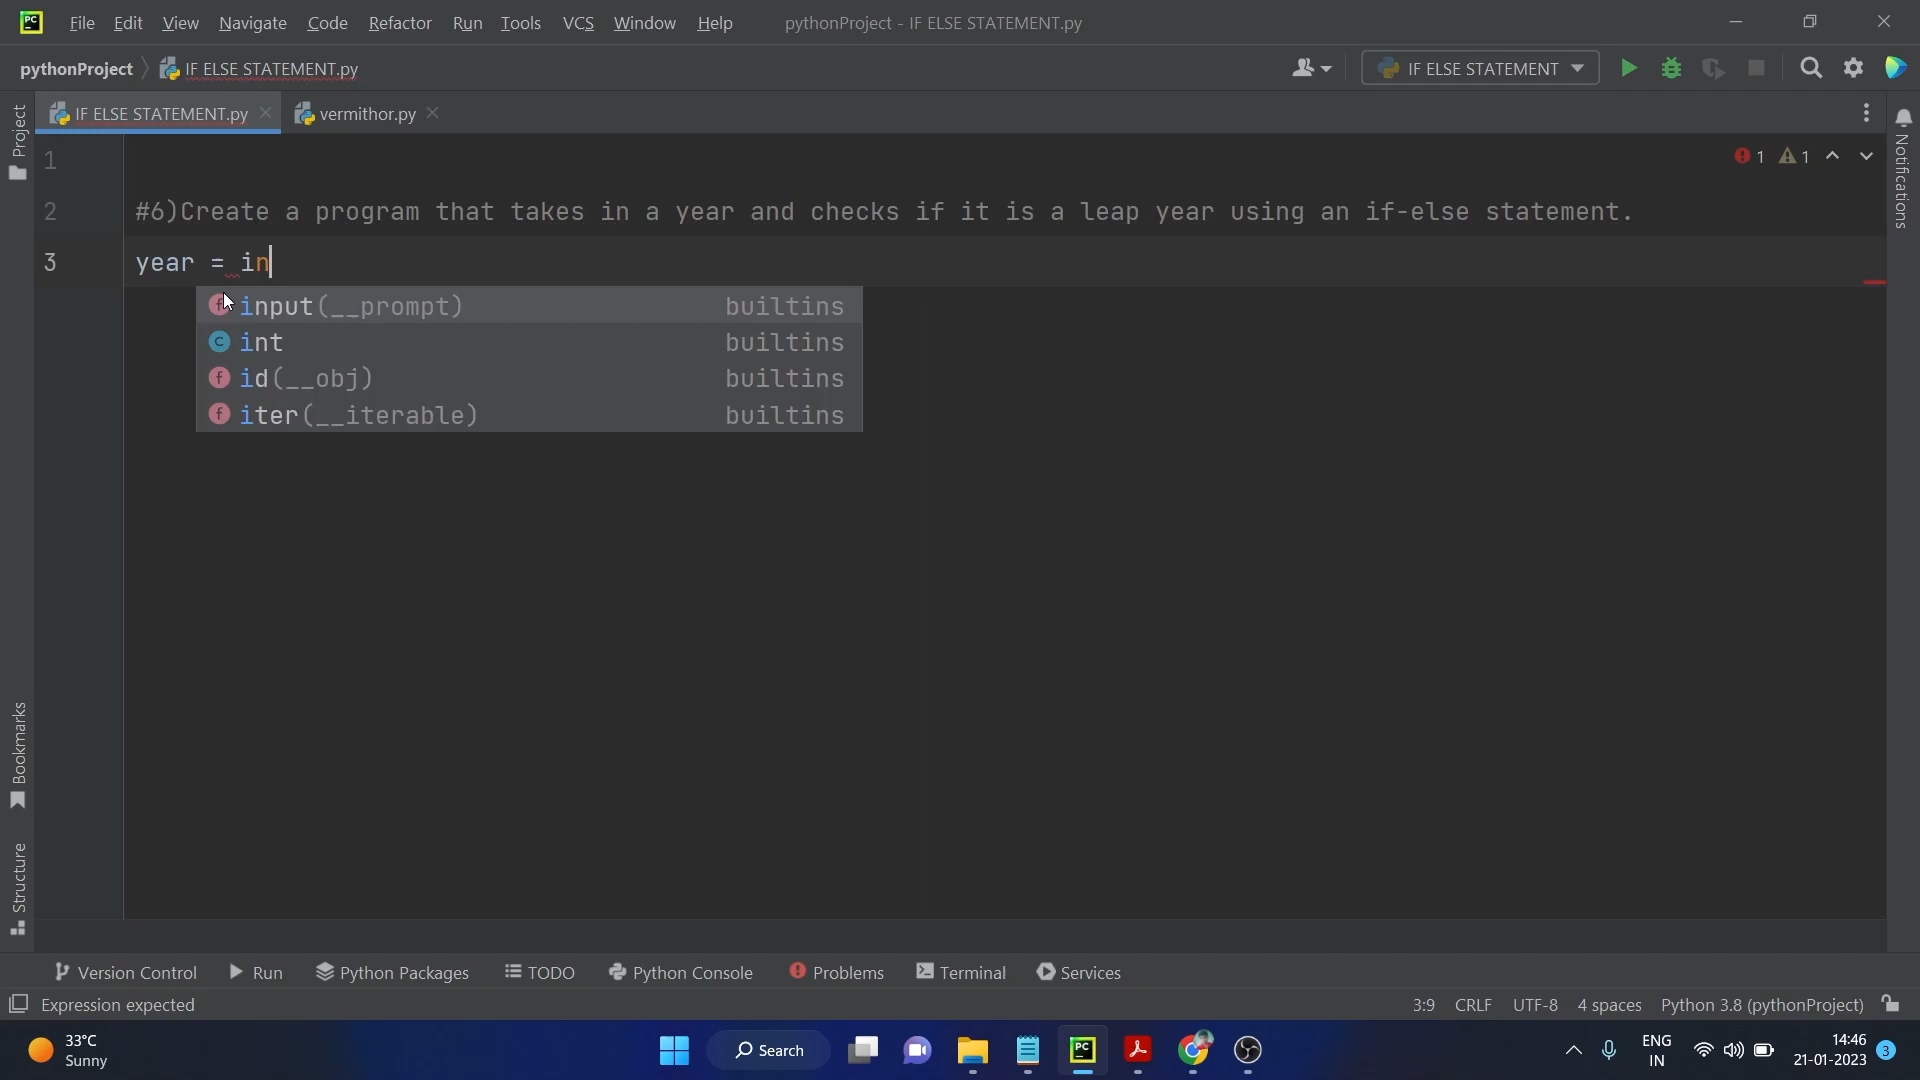 PC File Edit View Navigate Code Refactor Run Tools VCS Window Help pythonProject - IF ELSE STATEMENT.py
pythonProject IF ELSE STATEMENT.py IF ELSE STATEMENT
Project IF ELSE STATEMENT.py vermithor.py Notifications
1 1 1
2 #6)Create a program that takes in a year and checks if it is a leap year using an if-else statement.
3 year = in
f input(__prompt) builtins
c int builtins
f id(__obj) builtins
f iter(__iterable) builtins
Bookmarks
Structure
Version Control Run Python Packages TODO Python Console Problems Terminal Services
Expression expected 3:9 CRLF UTF-8 4 spaces Python 3.8 (pythonProject)
33°C Search PC ENG 14:46
Sunny IN 21-01-2023 3